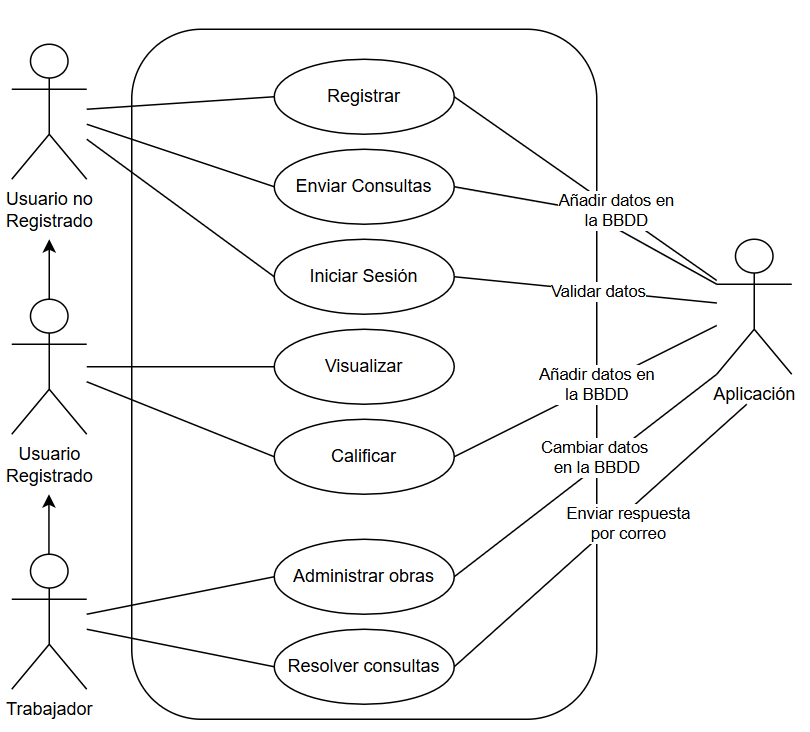 Registrar
Enviar Consultas
Usuario no
Registrado
Añadir datos en
la BBDD
Iniciar Sesión
Validar datos
Visualizar
Añadir datos en
la BBDD
Aplicación
Usuario
Registrado
Calificar
Cambiar datos
en la BBDD
Enviar respuesta
por correo
Administrar obras
Resolver consultas
Trabajador